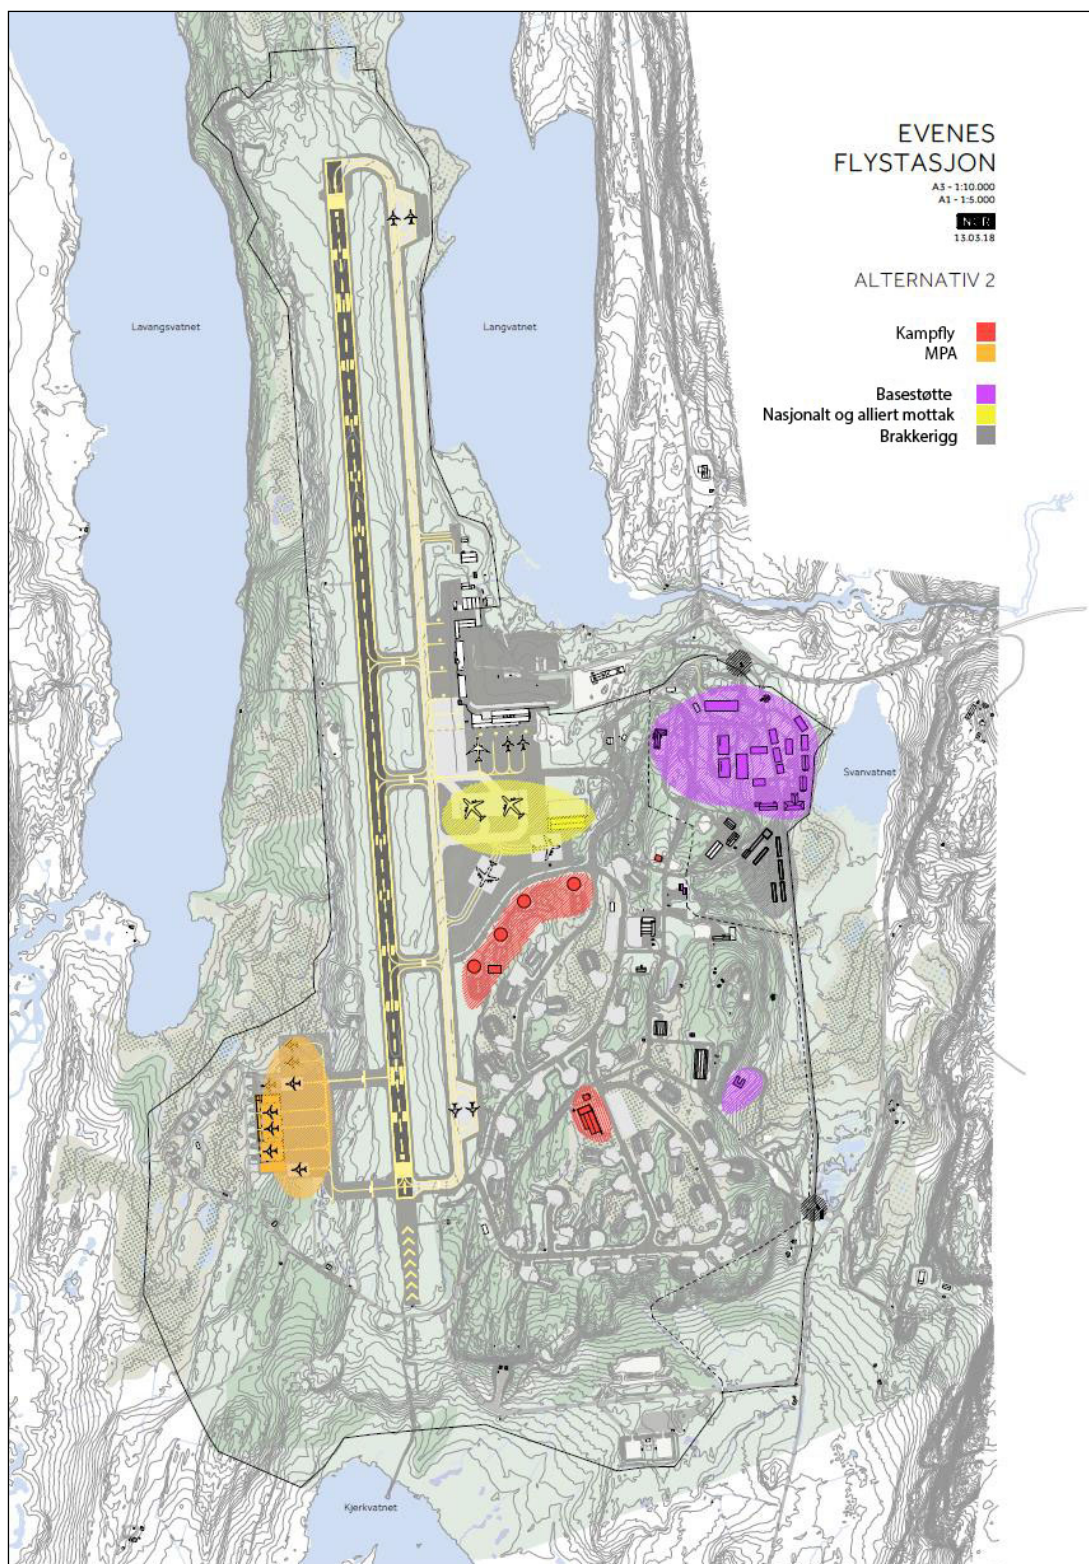 EVENES
FLYSTASJON
A3 - 1:10.000
A1 - 1:5.000
13.03.18
ALTERNATIV 2
Kampfly
MPA
Basestøtte
Nasjonalt og alliert mottak
Brakkerigg
Lavangsvatnet
Langvatnet
Svanvatnet
Kjerkvatnet